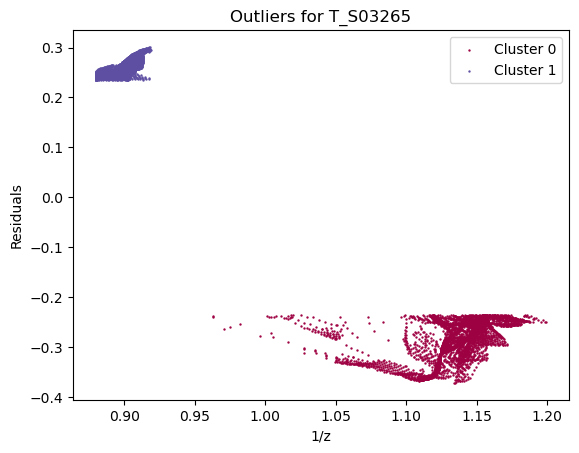 Outliers for T_S03265
Cluster 0
Cluster 1
Residuals
0.3
0.2
0.1
0.0
−0.1
−0.2
−0.3
−0.4
0.90 0.95 1.00 1.05 1.10 1.15 1.20
1/z